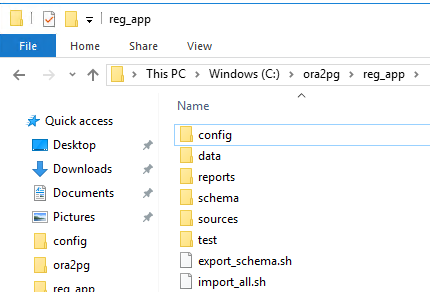 reg_app
File Home Share View
This PC > Windows (C:) > ora2pg > reg_app >
Name
Quick access
Desktop
Downloads
Documents
Pictures
config
ora2pg
reg_app
config
data
reports
schema
sources
test
export_schema.sh
import_all.sh